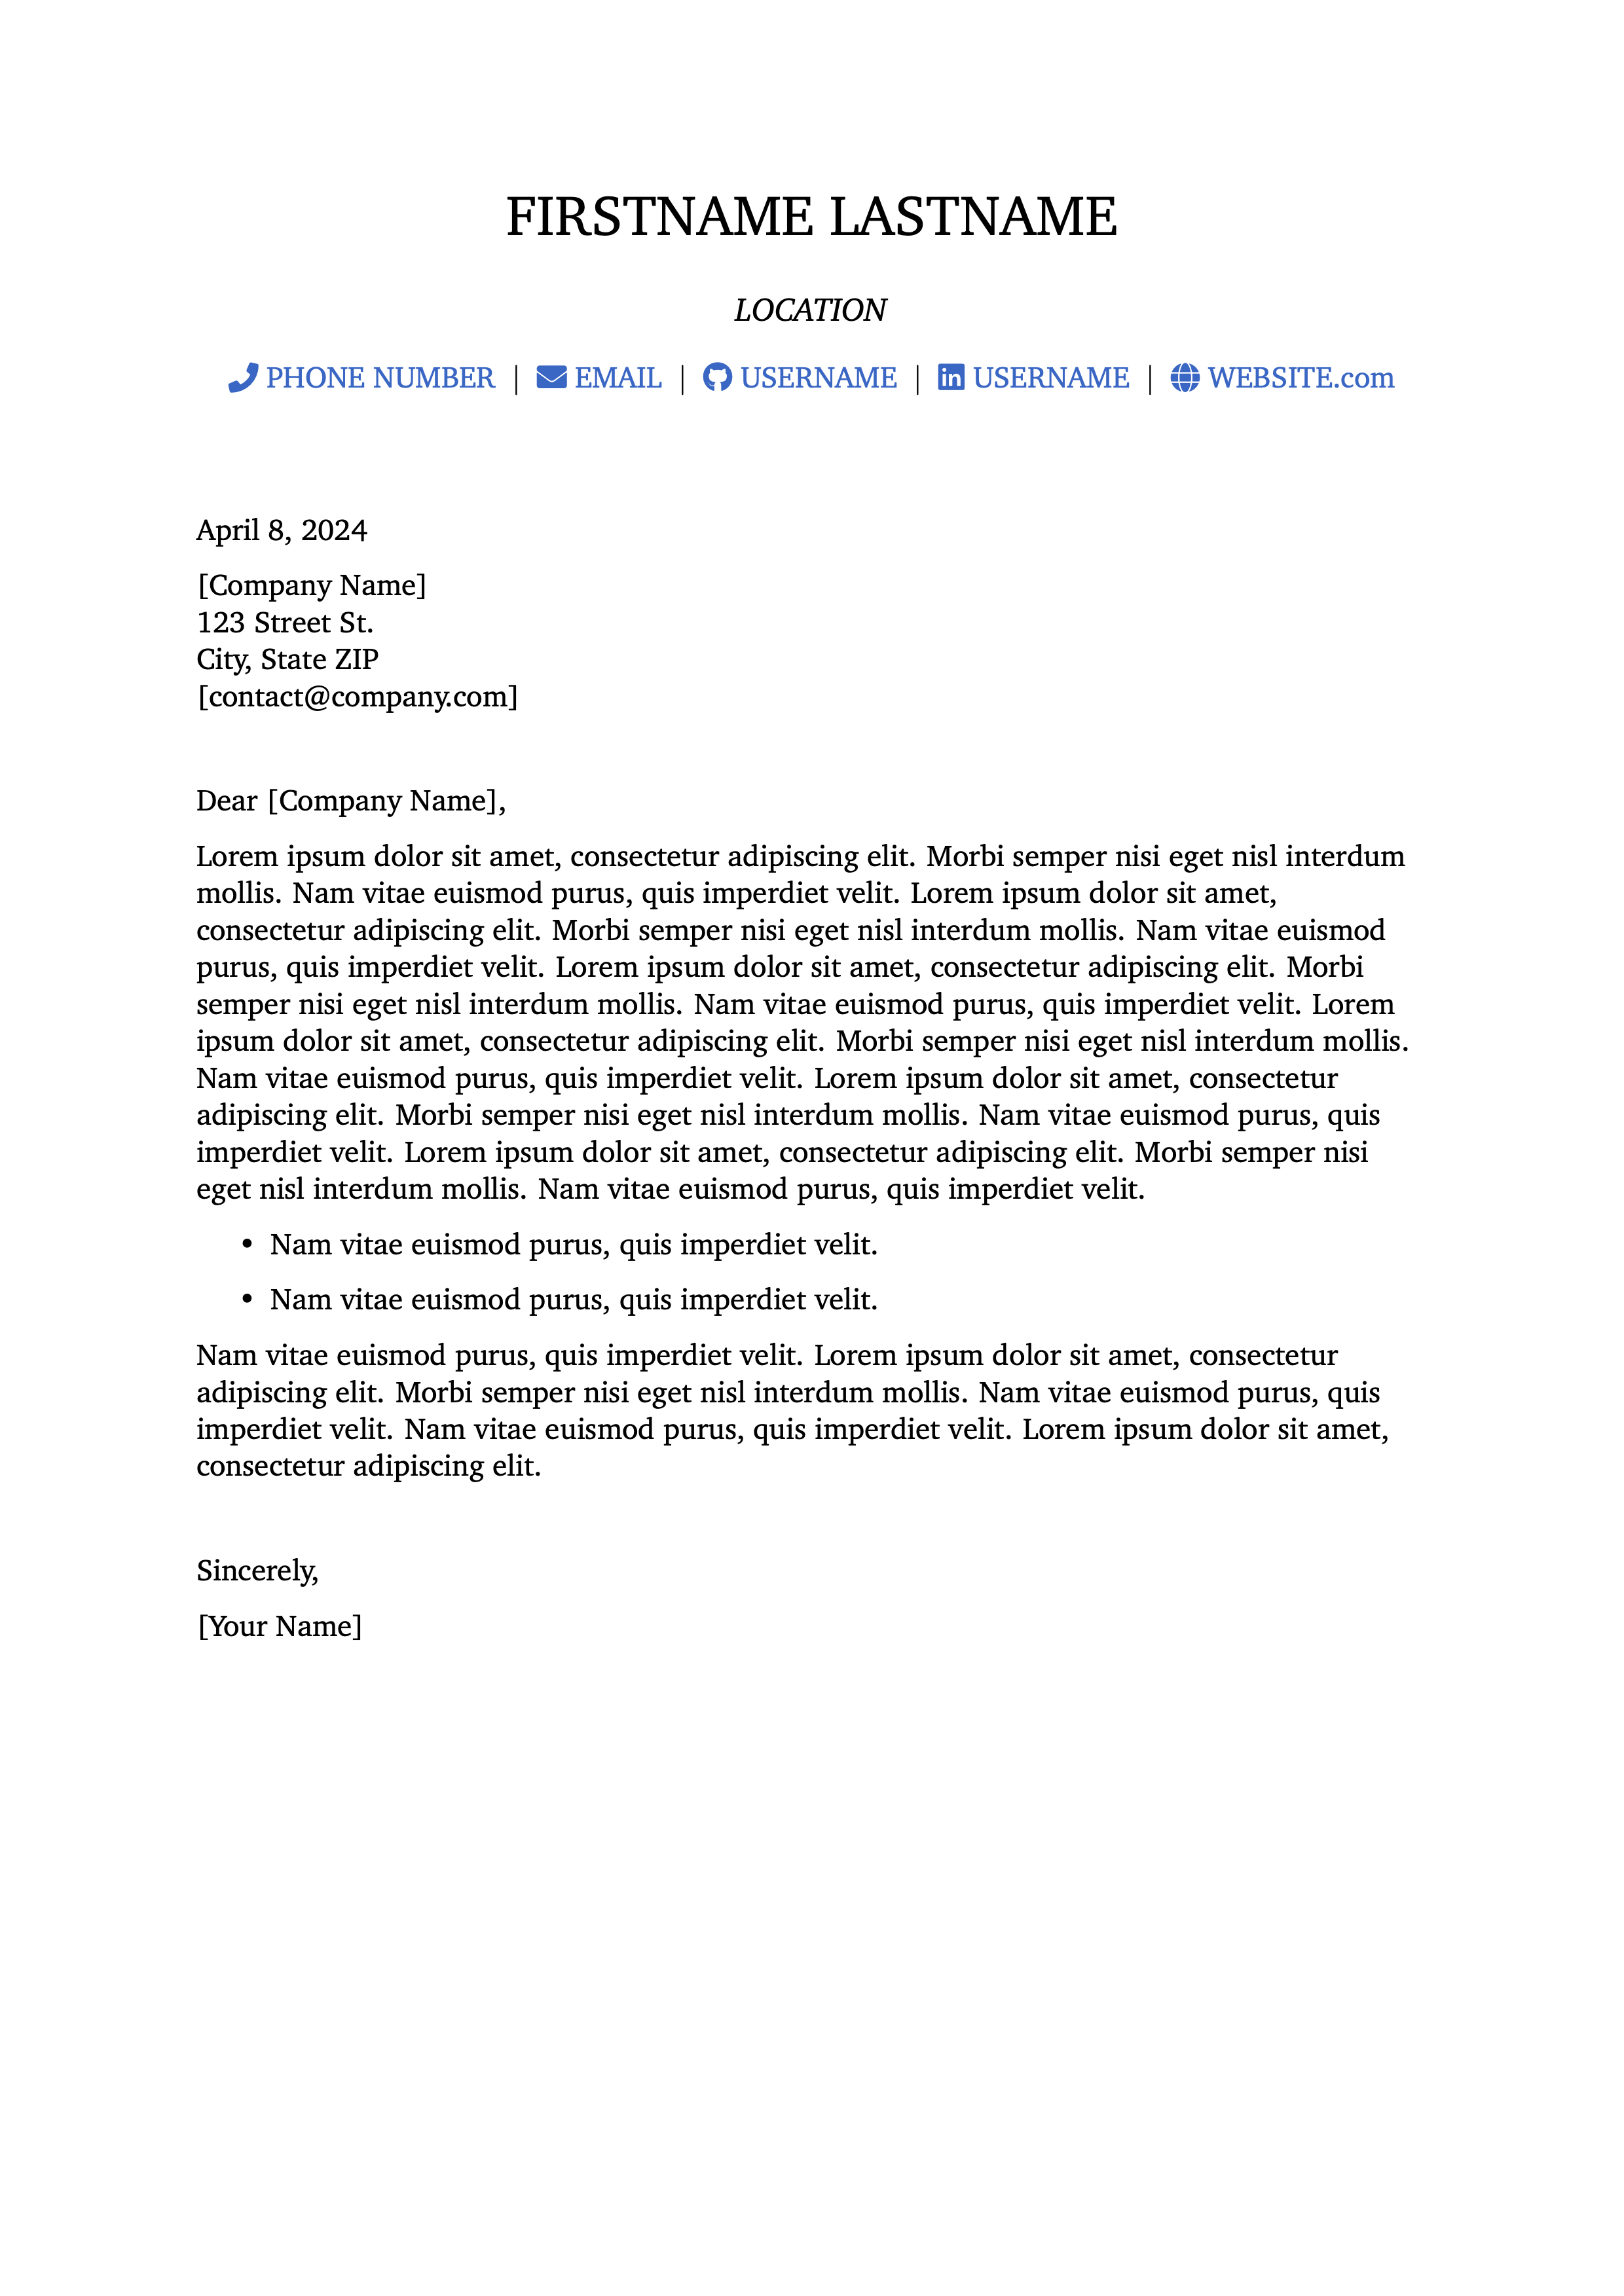 FIRSTNAME LASTNAME
LOCATION
PHONE NUMBER | EMAIL | USERNAME | USERNAME | WEBSITE.com
April 8, 2024
[Company Name]
123 Street St.
City, State ZIP
[contact@company.com]
Dear [Company Name],
Lorem ipsum dolor sit amet, consectetur adipiscing elit. Morbi semper nisi eget nisl interdum
mollis. Nam vitae euismod purus, quis imperdiet velit. Lorem ipsum dolor sit amet,
consectetur adipiscing elit. Morbi semper nisi eget nisl interdum mollis. Nam vitae euismod
purus, quis imperdiet velit. Lorem ipsum dolor sit amet, consectetur adipiscing elit. Morbi
semper nisi eget nisl interdum mollis. Nam vitae euismod purus, quis imperdiet velit. Lorem
ipsum dolor sit amet, consectetur adipiscing elit. Morbi semper nisi eget nisl interdum mollis.
Nam vitae euismod purus, quis imperdiet velit. Lorem ipsum dolor sit amet, consectetur
adipiscing elit. Morbi semper nisi eget nisl interdum mollis. Nam vitae euismod purus, quis
imperdiet velit. Lorem ipsum dolor sit amet, consectetur adipiscing elit. Morbi semper nisi
eget nisl interdum mollis. Nam vitae euismod purus, quis imperdiet velit.
• Nam vitae euismod purus, quis imperdiet velit.
• Nam vitae euismod purus, quis imperdiet velit.
Nam vitae euismod purus, quis imperdiet velit. Lorem ipsum dolor sit amet, consectetur
adipiscing elit. Morbi semper nisi eget nisl interdum mollis. Nam vitae euismod purus, quis
imperdiet velit. Nam vitae euismod purus, quis imperdiet velit. Lorem ipsum dolor sit amet,
consectetur adipiscing elit.
Sincerely,
[Your Name]